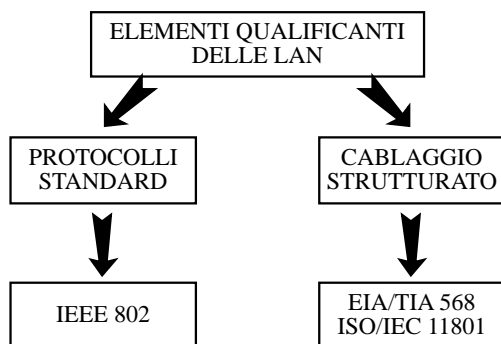 ELEMENTI QUALIFICANTI
DELLE LAN
PROTOCOLLI
STANDARD
CABLAGGIO
STRUTTURATO
IEEE 802
EIA/TIA 568
ISO/IEC 11801